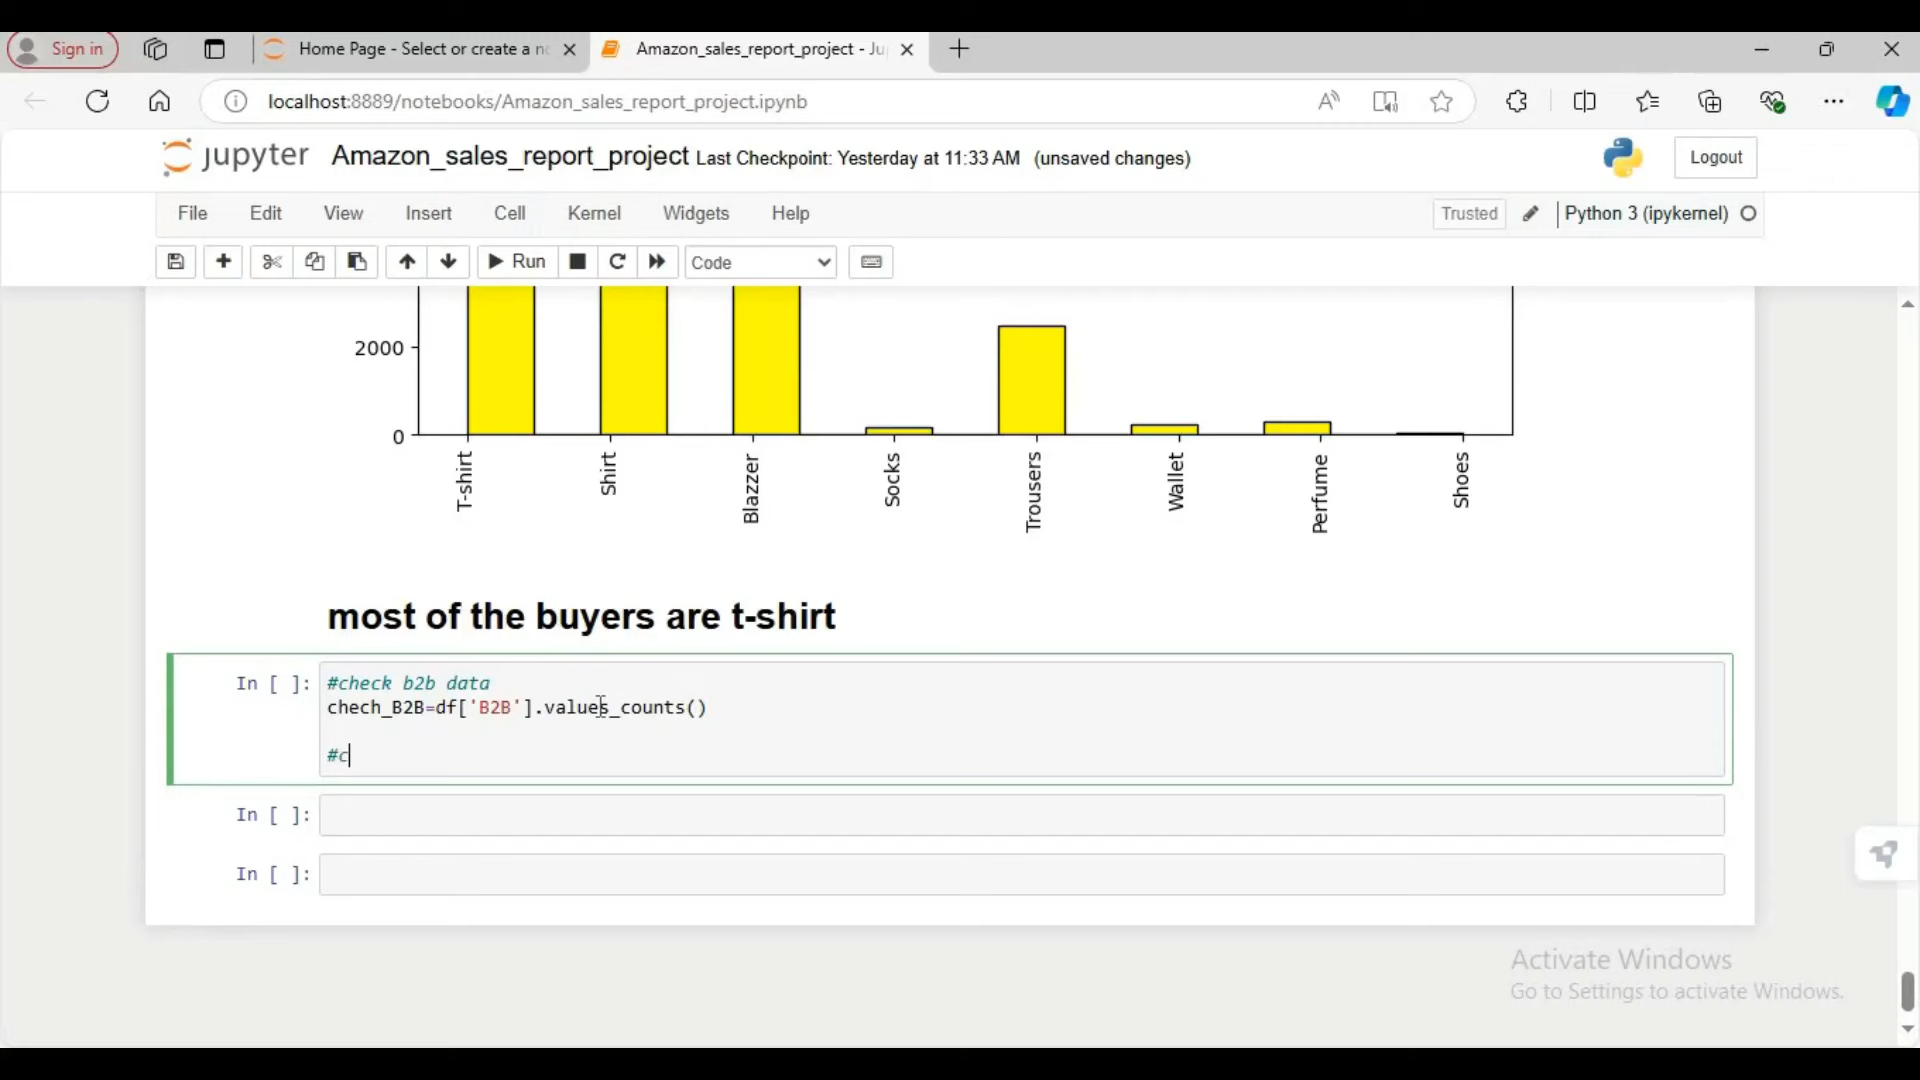 Sign in
Home Page - Select or create a n
Amazon_sales_report_project - Ju
localhost:8889/notebooks/Amazon_sales_report_project.ipynb
jupyter Amazon_sales_report_project Last Checkpoint: Yesterday at 11:33 AM (unsaved changes)
Logout
File Edit View Insert Cell Kernel Widgets Help
Trusted Python 3 (ipykernel)
Run Code
2000
0
T-shirt Shirt Blazzer Socks Trousers Wallet Perfume Shoes
most of the buyers are t-shirt
In [ ]: #check b2b data
chech_B2B=df['B2B'].values_counts()
#c
In [ ]:
In [ ]:
Activate Windows
Go to Settings to activate Windows.